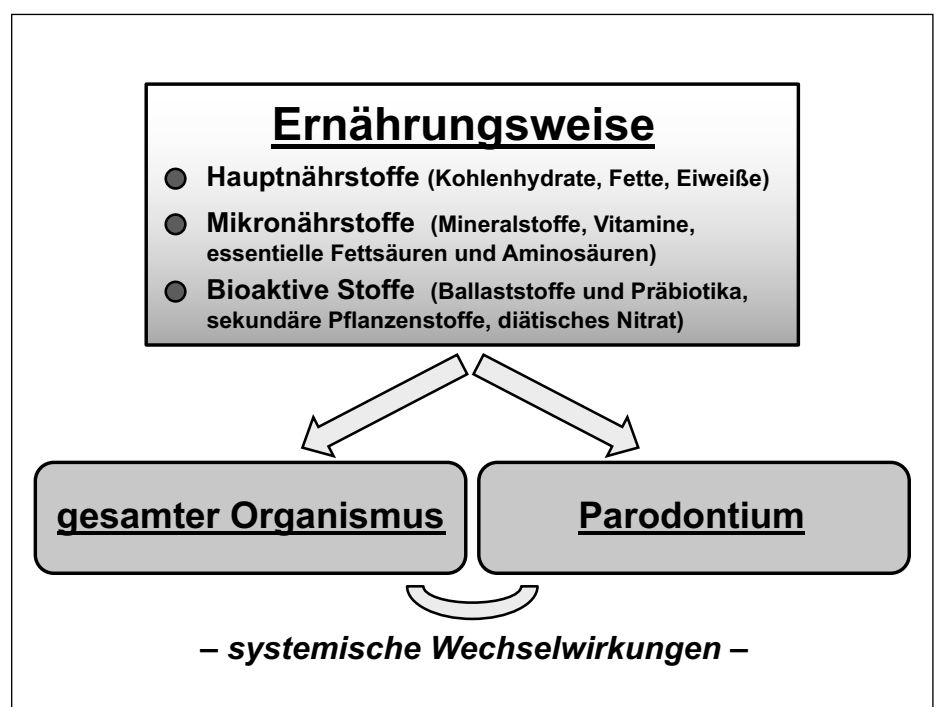 Ernährungsweise
Hauptnährstoffe (Kohlenhydrate, Fette, Eiweiße)
Mikronährstoffe (Mineralstoffe, Vitamine,
essentielle Fettsäuren und Aminosäuren)
Bioaktive Stoffe (Ballaststoffe und Präbiotika,
sekundäre Pflanzenstoffe, diätisches Nitrat)
gesamter Organismus
Parodontium
– systemische Wechselwirkungen –